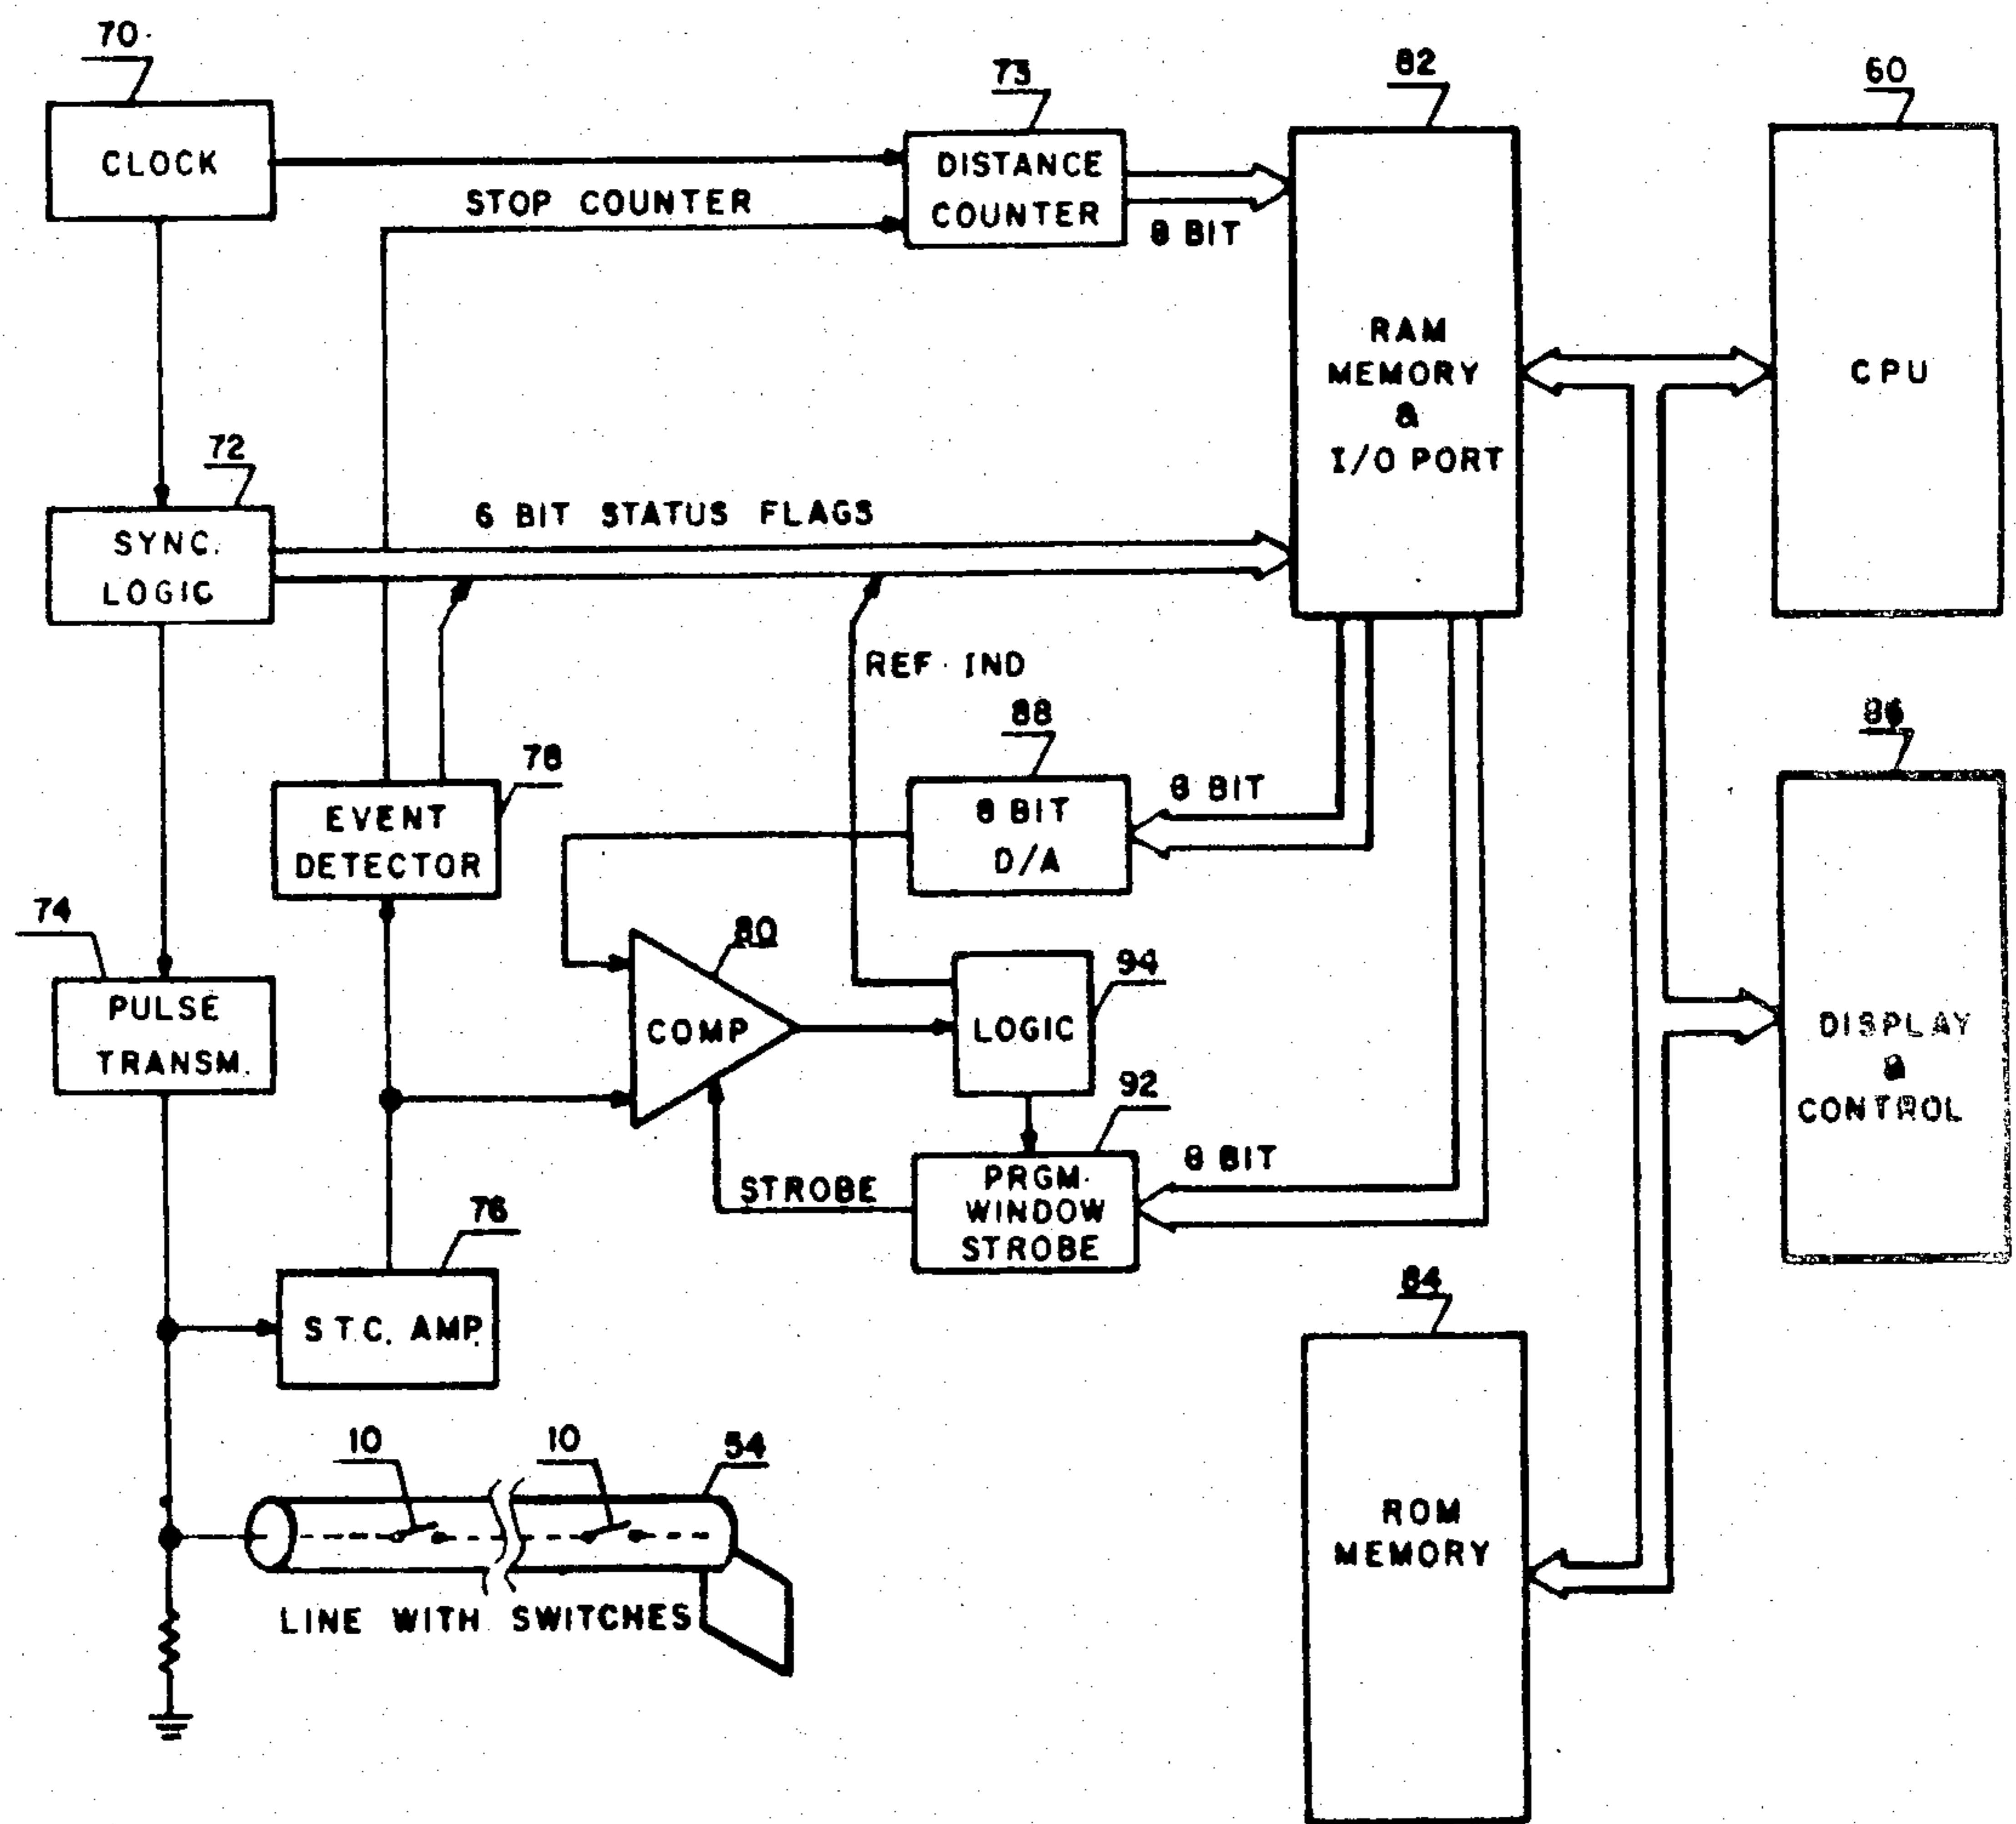 70
CLOCK
73
DISTANCE
COUNTER
STOP COUNTER
8 BIT
82
RAM
MEMORY
&
I/O PORT
60
CPU
72
SYNC.
LOGIC
6 BIT STATUS FLAGS
REF. IND
78
EVENT
DETECTOR
88
8 BIT
D/A
8 BIT
86
DISPLAY
&
CONTROL
74
PULSE
TRANSM.
80
COMP
94
LOGIC
92
PRGM.
WINDOW
STROBE
STROBE
8 BIT
76
S.T.C. AMP.
84
ROM
MEMORY
10
10
54
LINE WITH SWITCHES